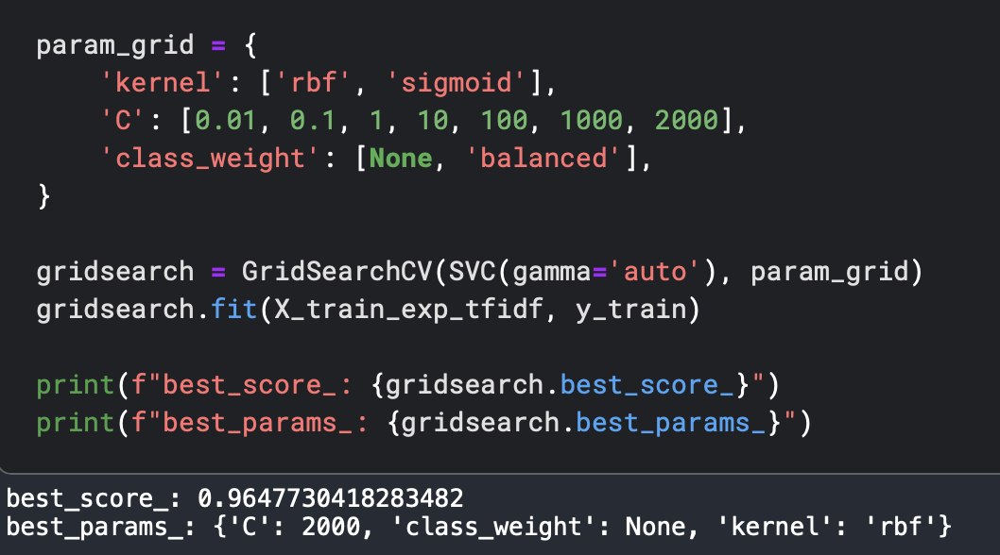 param_grid = {
    'kernel': ['rbf', 'sigmoid'],
    'C': [0.01, 0.1, 1, 10, 100, 1000, 2000],
    'class_weight': [None, 'balanced'],
}

gridsearch = GridSearchCV(SVC(gamma='auto'), param_grid)
gridsearch.fit(X_train_exp_tfidf, y_train)

print(f"best_score_: {gridsearch.best_score_}")
print(f"best_params_: {gridsearch.best_params_}")

best_score_: 0.9647730418283482
best_params_: {'C': 2000, 'class_weight': None, 'kernel': 'rbf'}